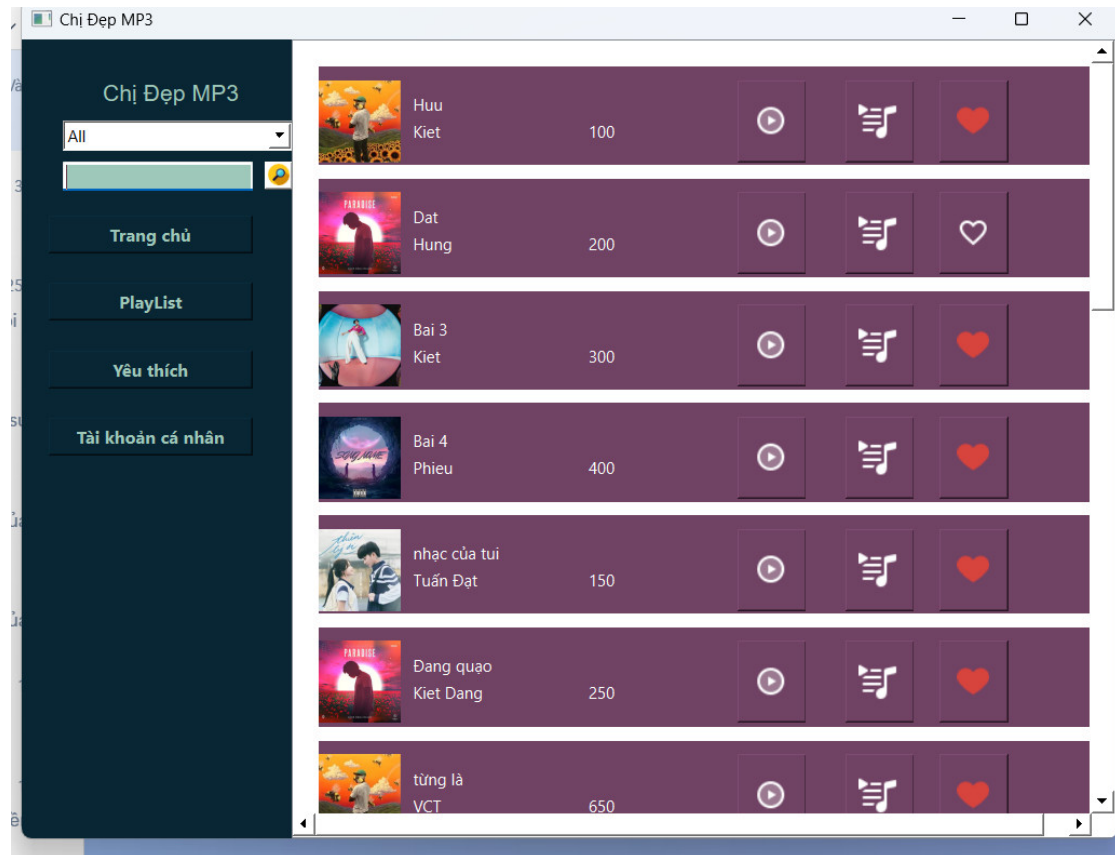 Chị Đẹp MP3
Chị Đẹp MP3
All
Trang chủ
PlayList
Yêu thích
Tài khoản cá nhân
Huu
Kiet 100
PARADISE
Dat
Hung 200
Bai 3
Kiet 300
Bai 4
Phieu 400
nhạc của tui
Tuấn Đạt 150
PARADISE
Đang quạo
Kiet Dang 250
từng là
VCT 650